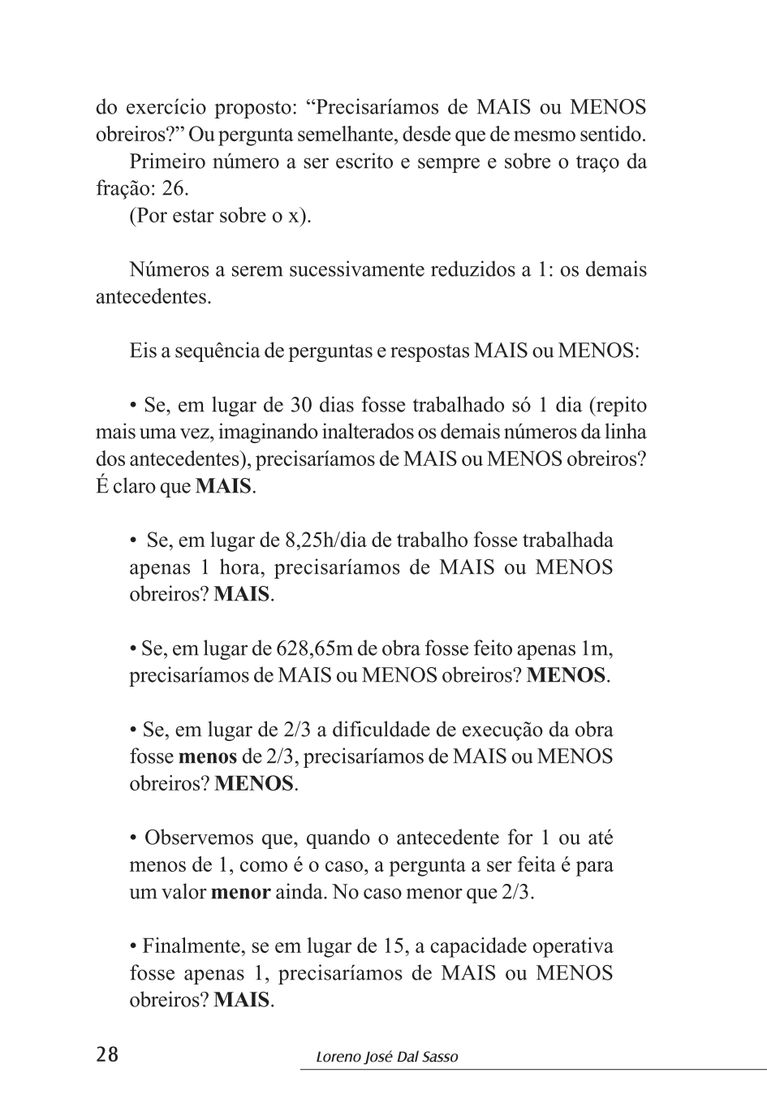 do exercício proposto: “Precisaríamos de MAIS ou MENOS
obreiros?” Ou pergunta semelhante, desde que de mesmo sentido.
Primeiro número a ser escrito e sempre e sobre o traço da
fração: 26.
(Por estar sobre o x).
Números a serem sucessivamente reduzidos a 1: os demais
antecedentes.
Eis a sequência de perguntas e respostas MAIS ou MENOS:
• Se, em lugar de 30 dias fosse trabalhado só 1 dia (repito
mais uma vez, imaginando inalterados os demais números da linha
dos antecedentes), precisaríamos de MAIS ou MENOS obreiros?
É claro que MAIS.
• Se, em lugar de 8,25h/dia de trabalho fosse trabalhada
apenas 1 hora, precisaríamos de MAIS ou MENOS
obreiros? MAIS.
• Se, em lugar de 628,65m de obra fosse feito apenas 1m,
precisaríamos de MAIS ou MENOS obreiros? MENOS.
• Se, em lugar de 2/3 a dificuldade de execução da obra
fosse menos de 2/3, precisaríamos de MAIS ou MENOS
obreiros? MENOS.
• Observemos que, quando o antecedente for 1 ou até
menos de 1, como é o caso, a pergunta a ser feita é para
um valor menor ainda. No caso menor que 2/3.
• Finalmente, se em lugar de 15, a capacidade operativa
fosse apenas 1, precisaríamos de MAIS ou MENOS
obreiros? MAIS.
28 Loreno José Dal Sasso